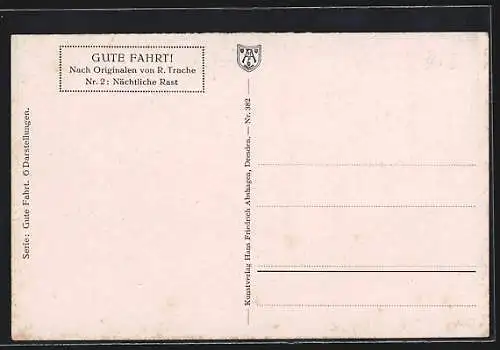 GUTE FAHRT!
Nach Originalen von R. Trache
Nr. 2: Nächtliche Rast
Serie: Gute Fahrt. 6 Darstellungen.
Kunstverlag Hans Friedrich Abshagen, Dresden. — Nr. 382